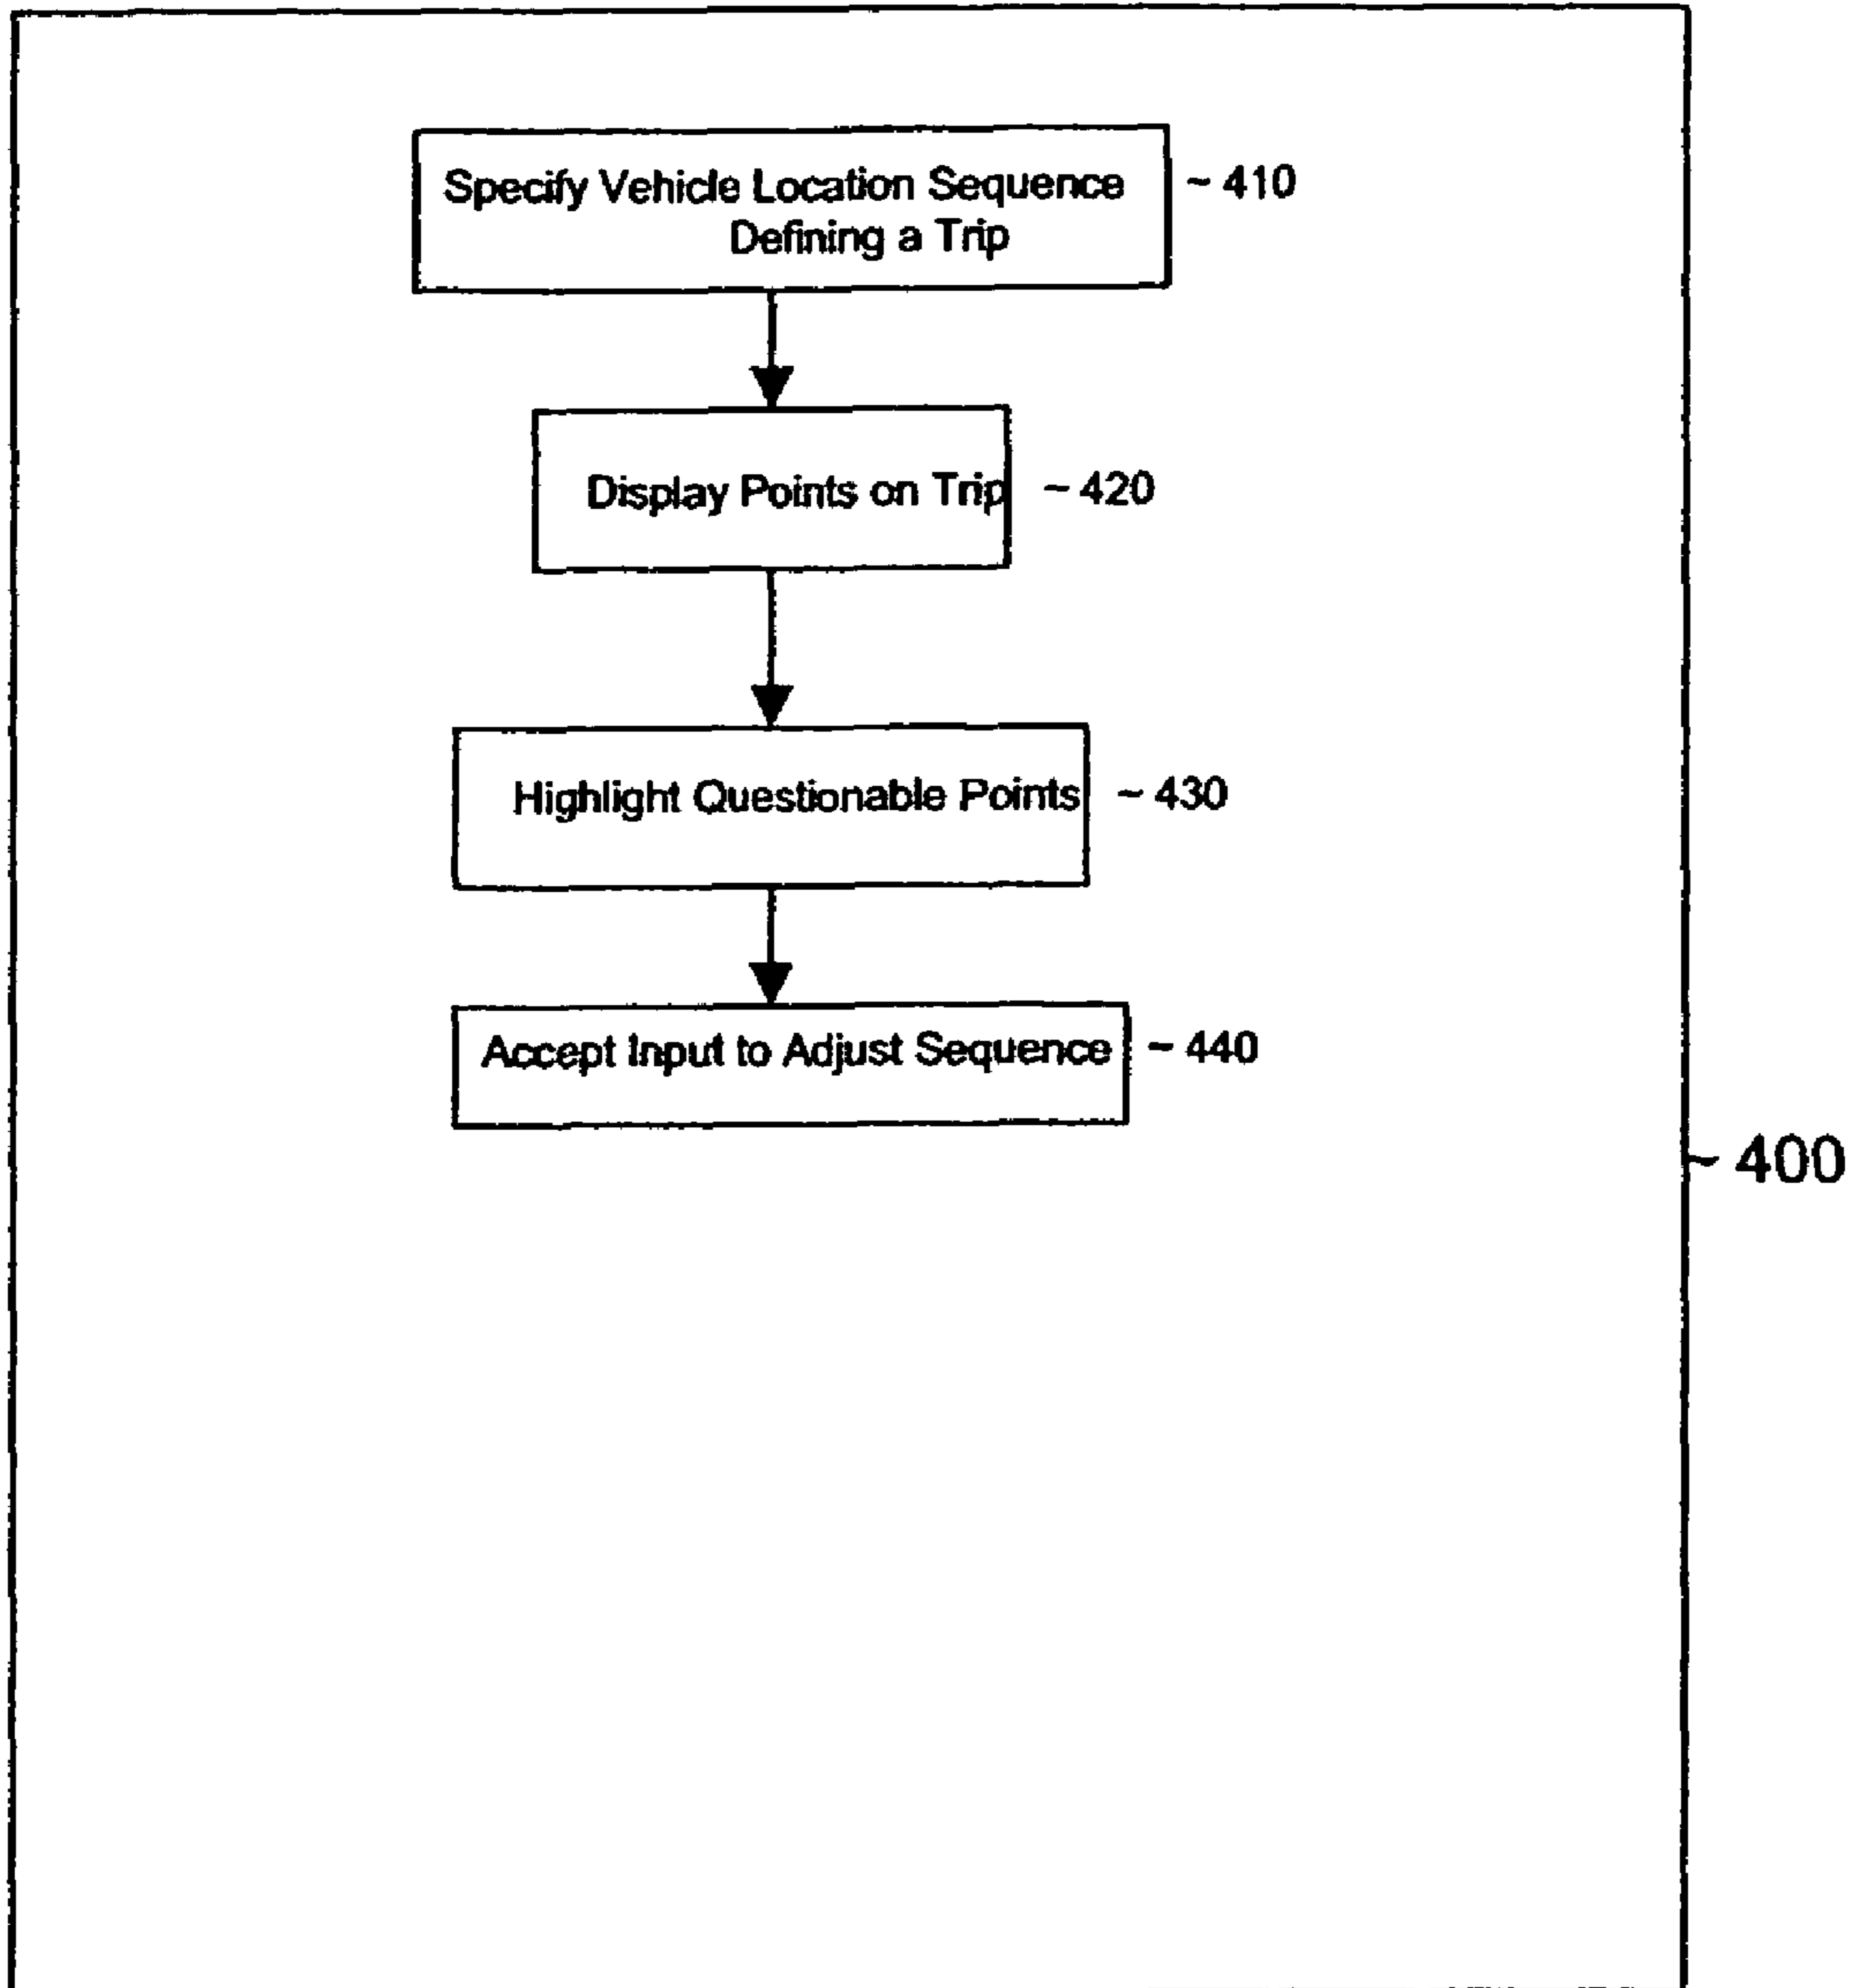 Specify Vehicle Location Sequence ~ 410
Defining a Trip
Display Points on Trip ~ 420
Highlight Questionable Points ~ 430
Accept Input to Adjust Sequence ~ 440
~ 400